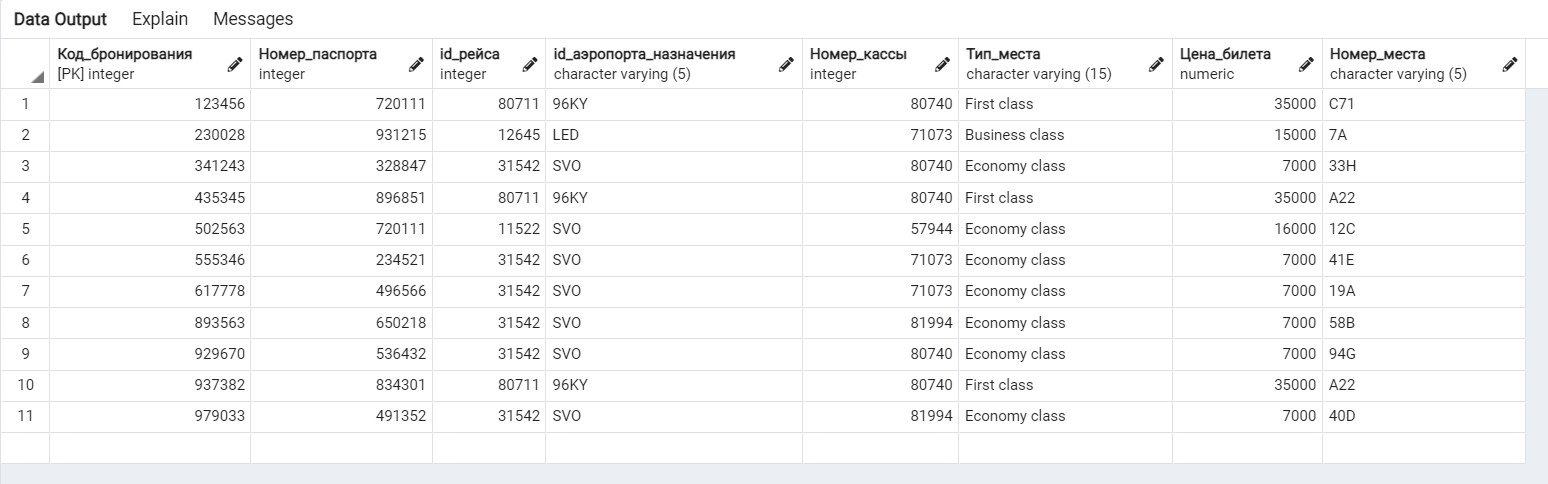 Data Output Explain Messages
Код_бронирования Номер_паспорта id_рейса id_аэропорта_назначения Номер_кассы Тип_места Цена_билета Номер_места
[PK] integer integer integer character varying (5) integer character varying (15) numeric character varying (5)
1 123456 720111 80711 96KY 80740 First class 35000 C71
2 230028 931215 12645 LED 71073 Business class 15000 7A
3 341243 328847 31542 SVO 80740 Economy class 7000 33H
4 435345 896851 80711 96KY 80740 First class 35000 A22
5 502563 720111 11522 SVO 57944 Economy class 16000 12C
6 555346 234521 31542 SVO 71073 Economy class 7000 41E
7 617778 496566 31542 SVO 71073 Economy class 7000 19A
8 893563 650218 31542 SVO 81994 Economy class 7000 58B
9 929670 536432 31542 SVO 80740 Economy class 7000 94G
10 937382 834301 80711 96KY 80740 First class 35000 A22
11 979033 491352 31542 SVO 81994 Economy class 7000 40D